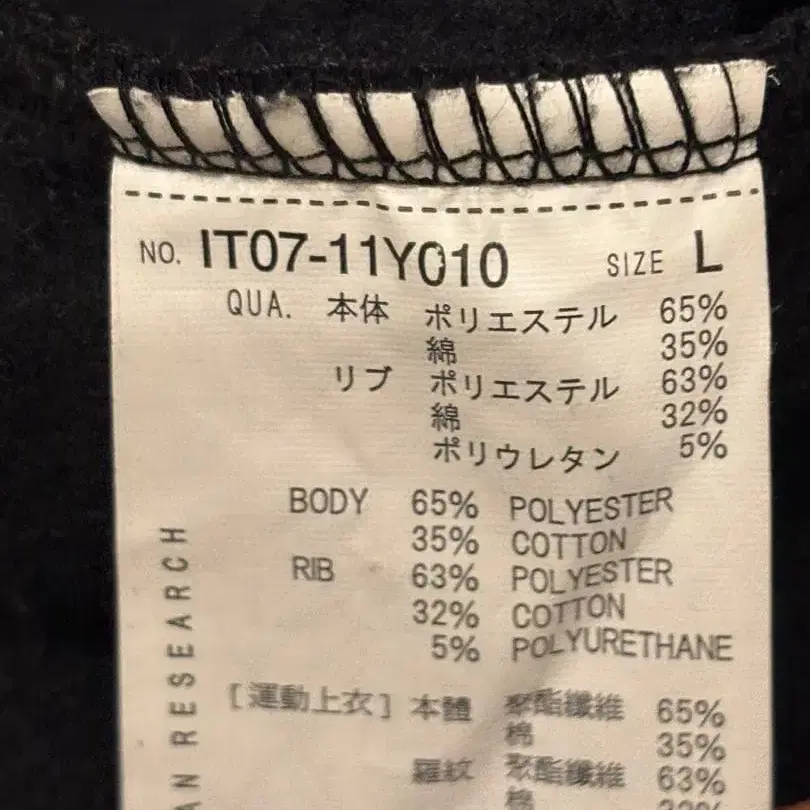 NO. IT07-11Y010 SIZE L
QUA. 本体 ポリエステル 65%
綿 35%
リブ ポリエステル 63%
綿 32%
ポリウレタン 5%
BODY 65% POLYESTER
35% COTTON
RIB 63% POLYESTER
32% COTTON
5% POLYURETHANE
[運動上衣] 本體 聚酯纖維 65%
棉 35%
羅紋 聚酯纖維 63%
棉
RESEARCH